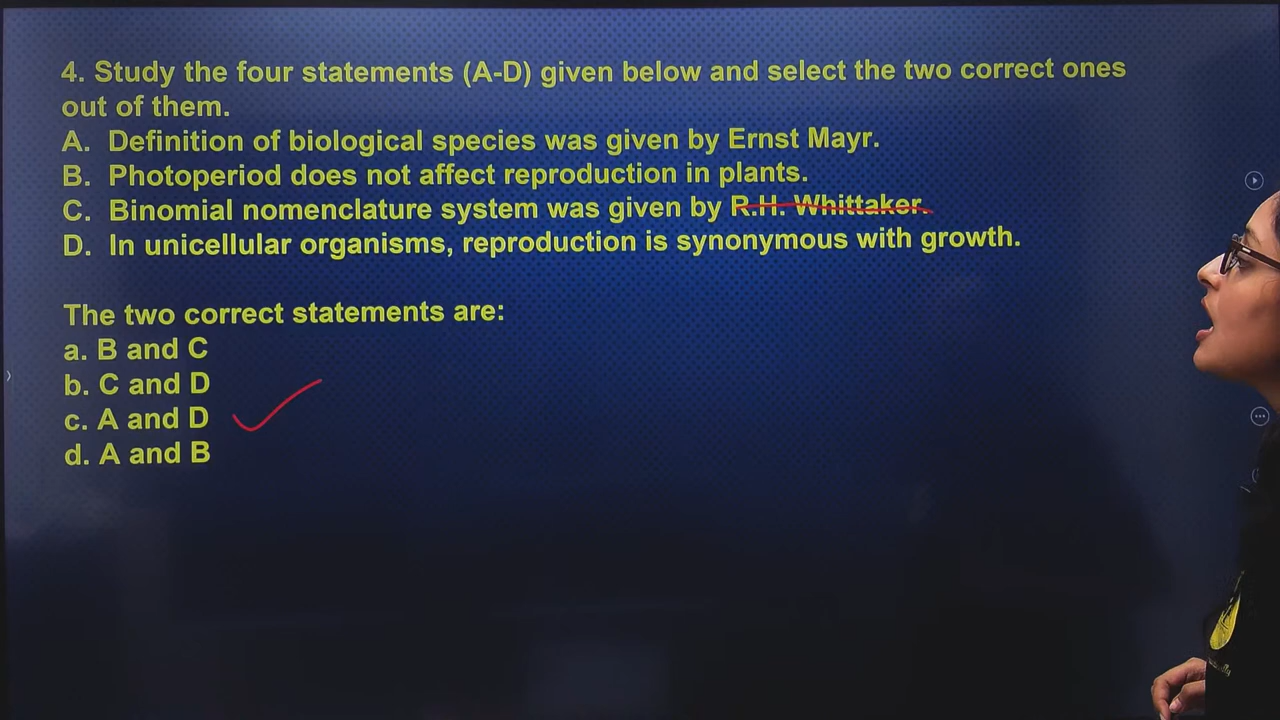 4. Study the four statements (A-D) given below and select the two correct ones
out of them.
A. Definition of biological species was given by Ernst Mayr.
B. Photoperiod does not affect reproduction in plants.
C. Binomial nomenclature system was given by R.H. Whittaker.
D. In unicellular organisms, reproduction is synonymous with growth.
The two correct statements are:
a. B and C
b. C and D
c. A and D
d. A and B